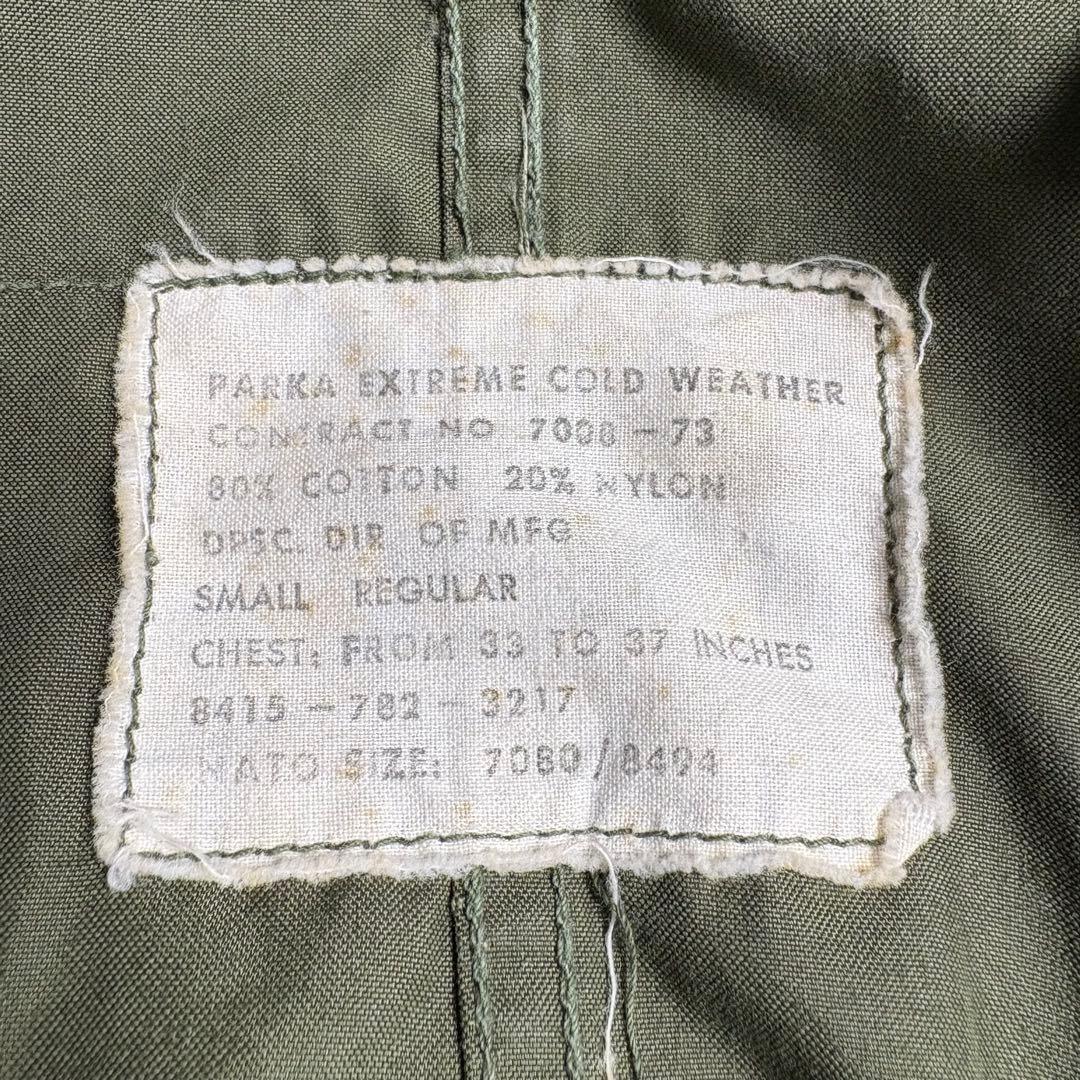 PARKA EXTREME COLD WEATHER
CONTRACT NO 7008-73
80% COTTON 20% NYLON
DPSC. DIR OF MFG
SMALL REGULAR
CHEST: FROM 33 TO 37 INCHES
8415-782-3217
NATO SIZE: 7080/8494